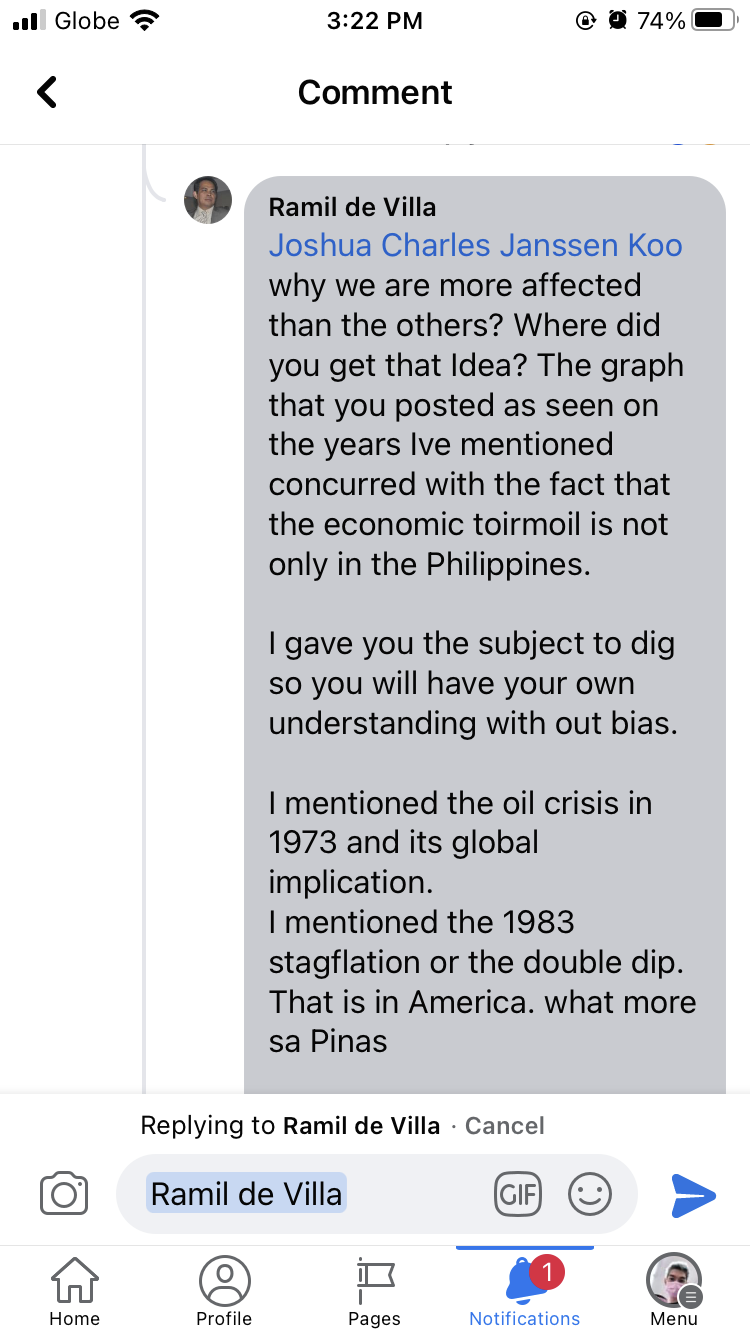 Globe
3:22 PM
74%
Comment
Ramil de Villa
Joshua Charles Janssen Koo
why we are more affected
than the others? Where did
you get that Idea? The graph
that you posted as seen on
the years Ive mentioned
concurred with the fact that
the economic toirmoil is not
only in the Philippines.
I gave you the subject to dig
so you will have your own
understanding with out bias.
I mentioned the oil crisis in
1973 and its global
implication.
I mentioned the 1983
stagflation or the double dip.
That is in America. what more
sa Pinas
Replying to Ramil de Villa · Cancel
Ramil de Villa
GIF
1
Home
Profile
Pages
Notifications
Menu